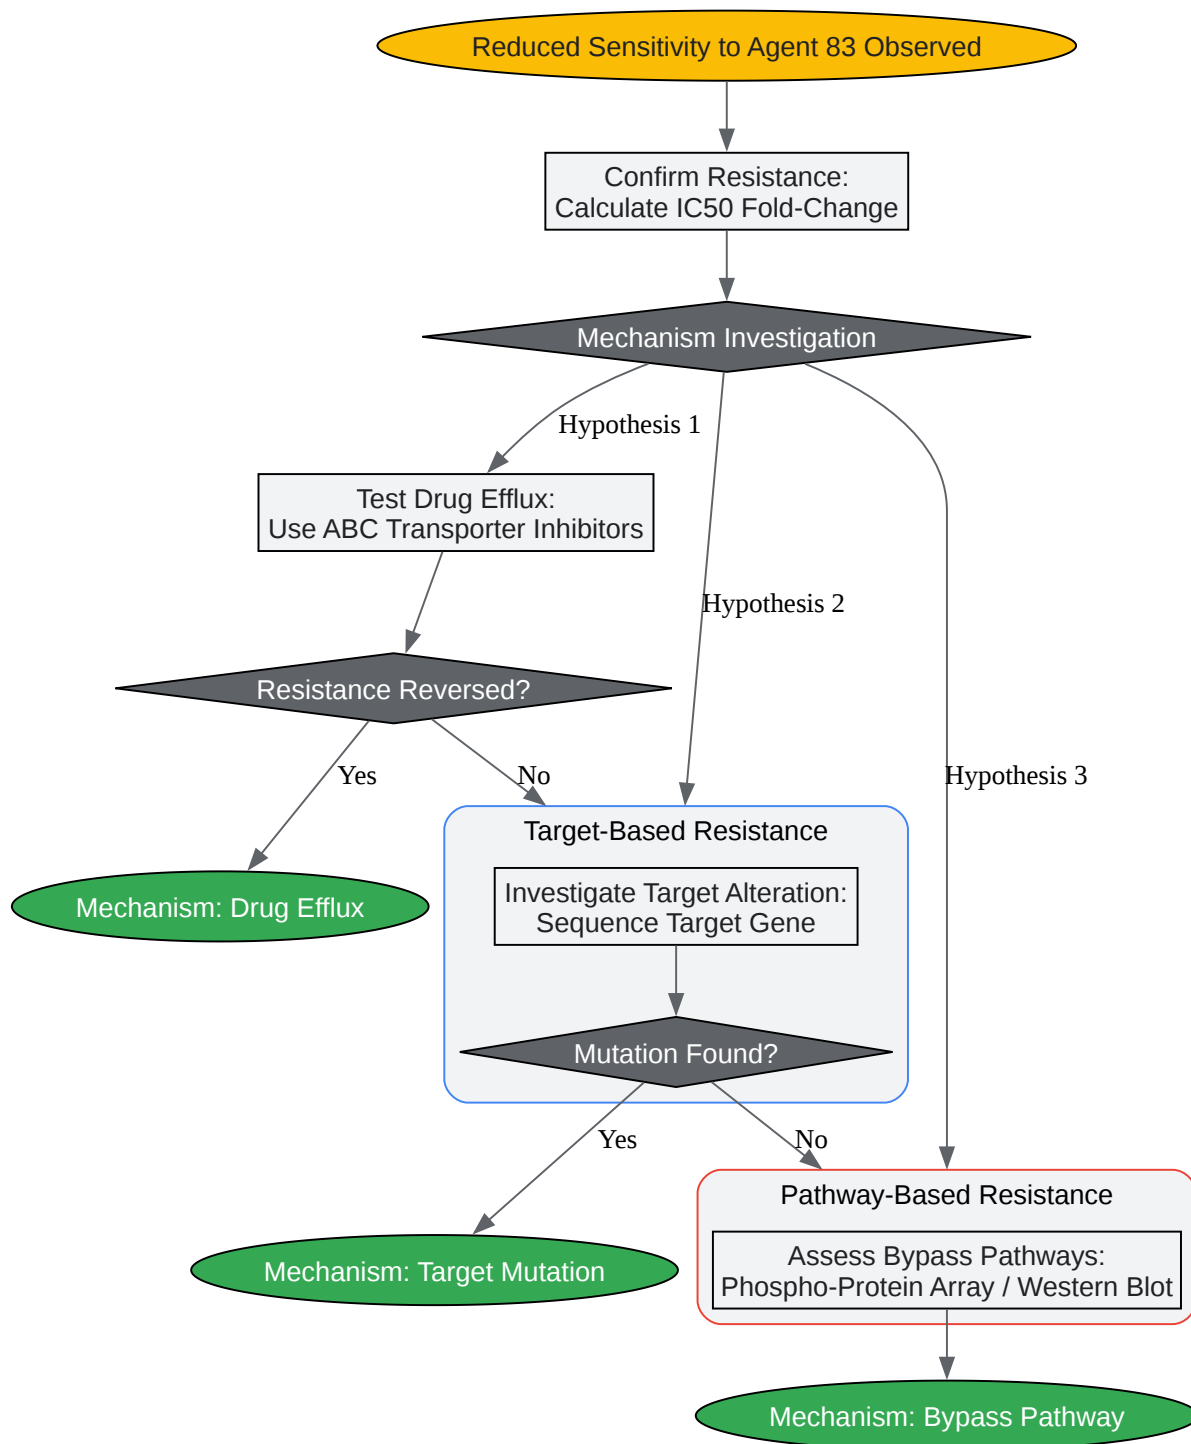 Reduced Sensitivity to Agent 83 Observed
Confirm Resistance:
Calculate IC50 Fold-Change
Mechanism Investigation
Hypothesis 1
Test Drug Efflux:
Use ABC Transporter Inhibitors
Hypothesis 2
Resistance Reversed?
Yes
No
Hypothesis 3
Target-Based Resistance
Investigate Target Alteration:
Sequence Target Gene
Mechanism: Drug Efflux
Mutation Found?
Yes
No
Pathway-Based Resistance
Assess Bypass Pathways:
Phospho-Protein Array / Western Blot
Mechanism: Target Mutation
Mechanism: Bypass Pathway